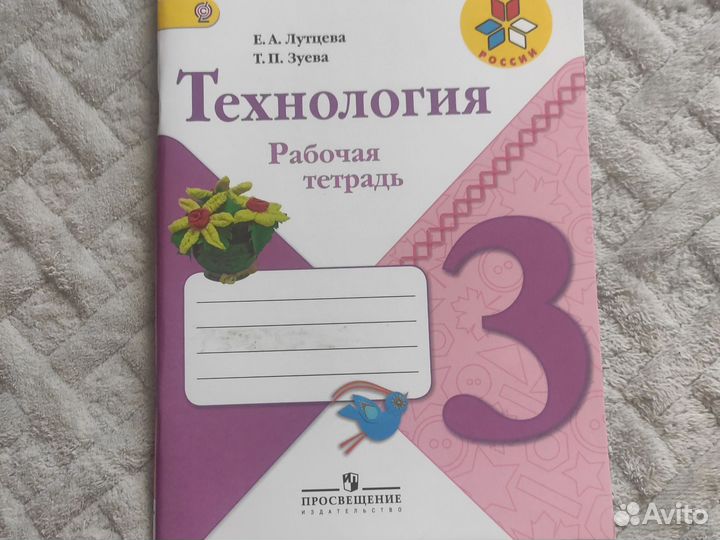 Е. А. Лутцева
Т. П. Зуева
РОССИИ
Технология
Рабочая
тетрадь
3
ПРОСВЕЩЕНИЕ
ИЗДАТЕЛЬСТВО
Avito